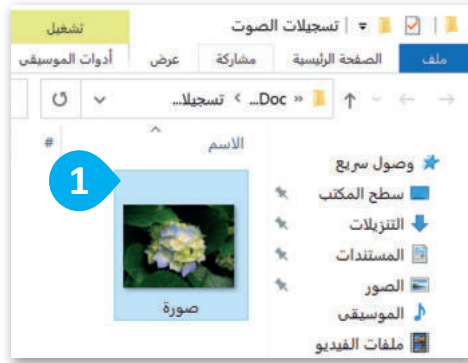 تسجيلات الصوت
تشغيل
ملف الصفحة الرئيسية مشاركة عرض أدوات الموسيقى
Doc... › تسجيلا... »
الاسم #
1
صورة
وصول سريع
سطح المكتب
التنزيلات
المستندات
الصور
الموسيقى
ملفات الفيديو